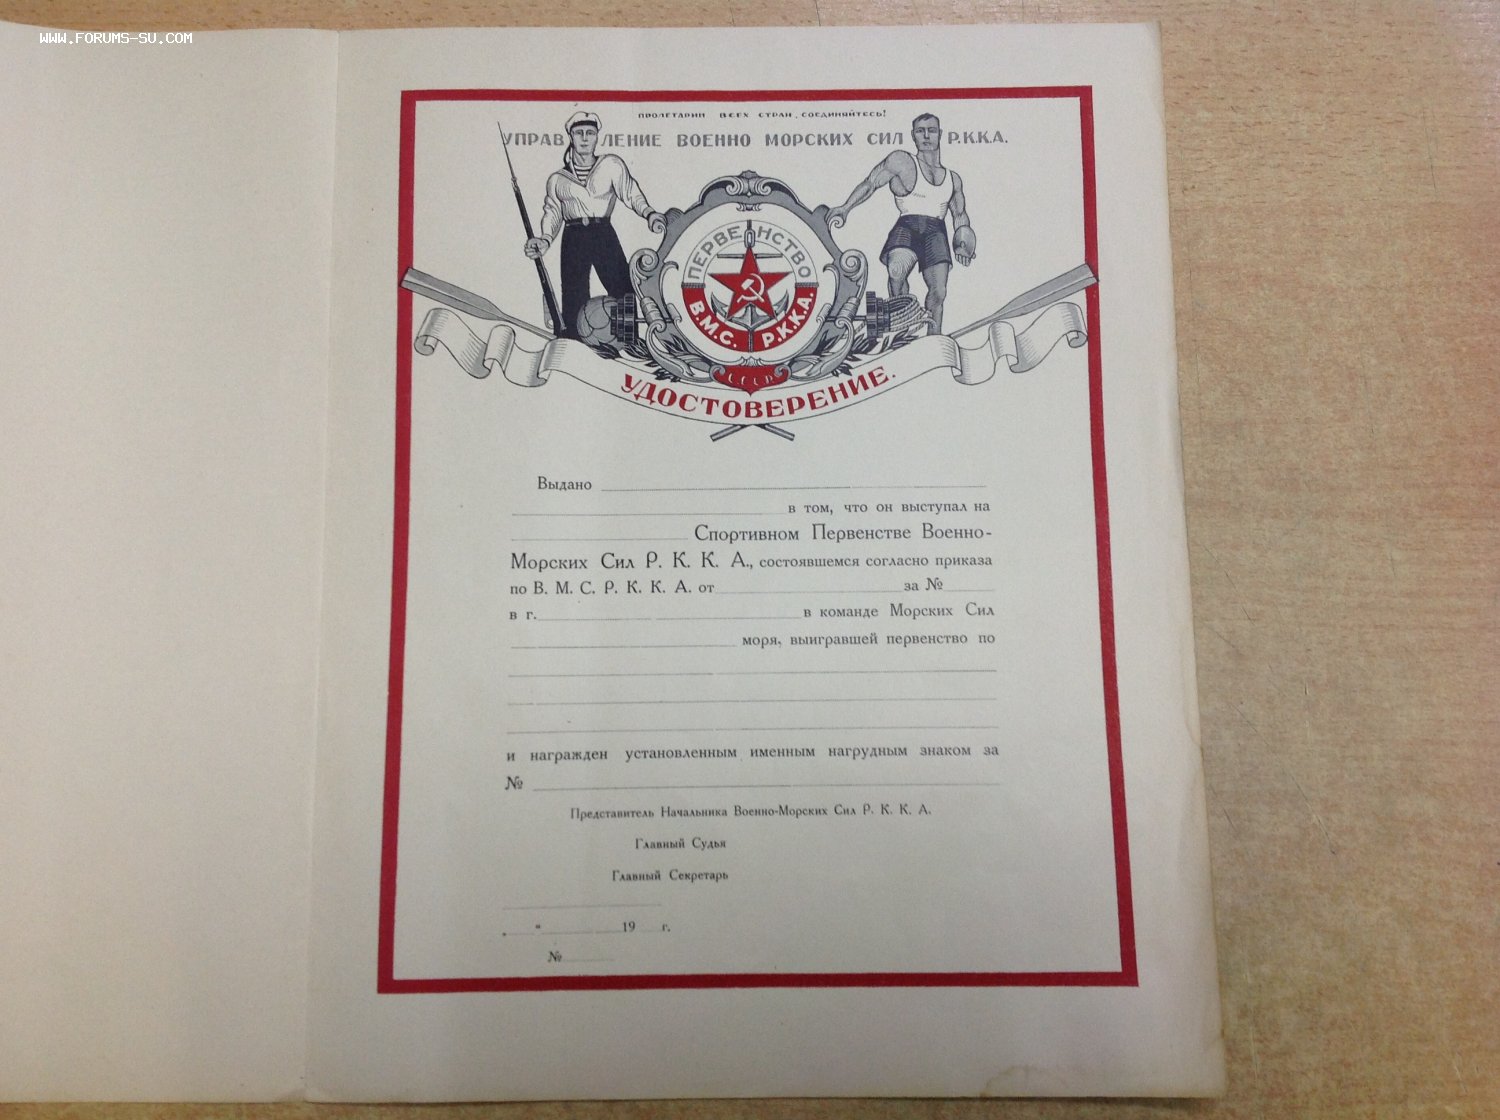 WWW.FORUMS-SU.COM
ПРОЛЕТАРИИ ВСЕХ СТРАН, СОЕДИНЯЙТЕСЬ!
УПРАВЛЕНИЕ ВОЕННО МОРСКИХ СИЛ Р.К.К.А.
ПЕРВЕНСТВО
В.М.С. Р.К.К.А.
СССР
УДОСТОВЕРЕНИЕ.
Выдано
в том, что он выступал на
Спортивном Первенстве Военно-
Морских Сил Р. К. К. А., состоявшемся согласно приказа
по В. М. С. Р. К. К. А. от за №
в г. в команде Морских Сил
моря, выигравшей первенство по
и награжден установленным именным нагрудным знаком за
№
Представитель Начальника Военно-Морских Сил Р. К. К. А.
Главный Судья
Главный Секретарь
„ “ 19 г.
№